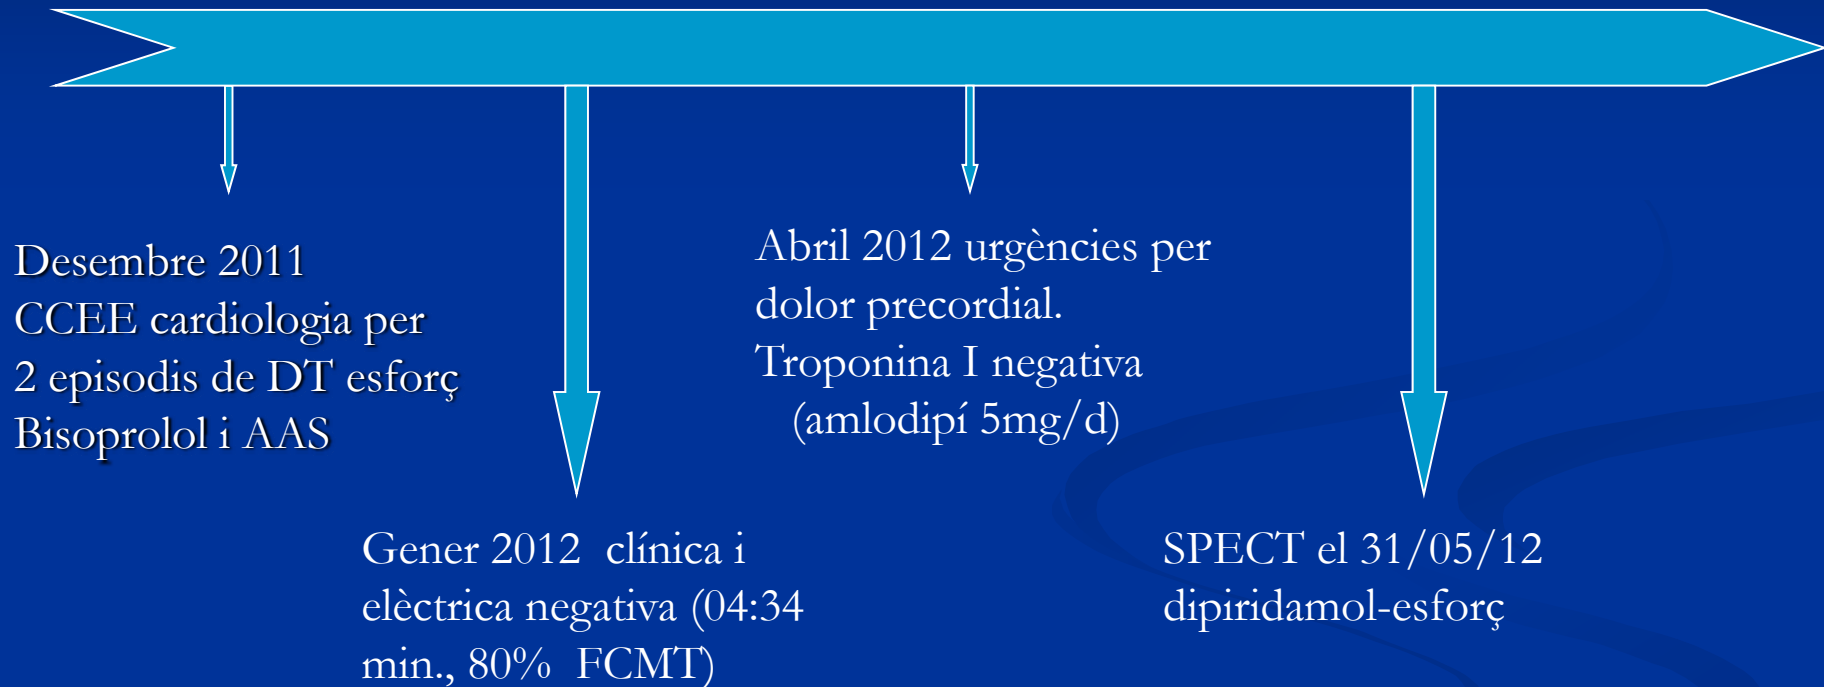 Desembre 2011
CCEE cardiologia per
2 episodis de DT esforç
Bisoprolol i AAS
Gener 2012 clínica i
elèctrica negativa (04:34
min., 80% FCMT)
Abril 2012 urgències per
dolor precordial.
Troponina I negativa
(amlodipí 5mg/d)
SPECT el 31/05/12
dipiridamol-esforç